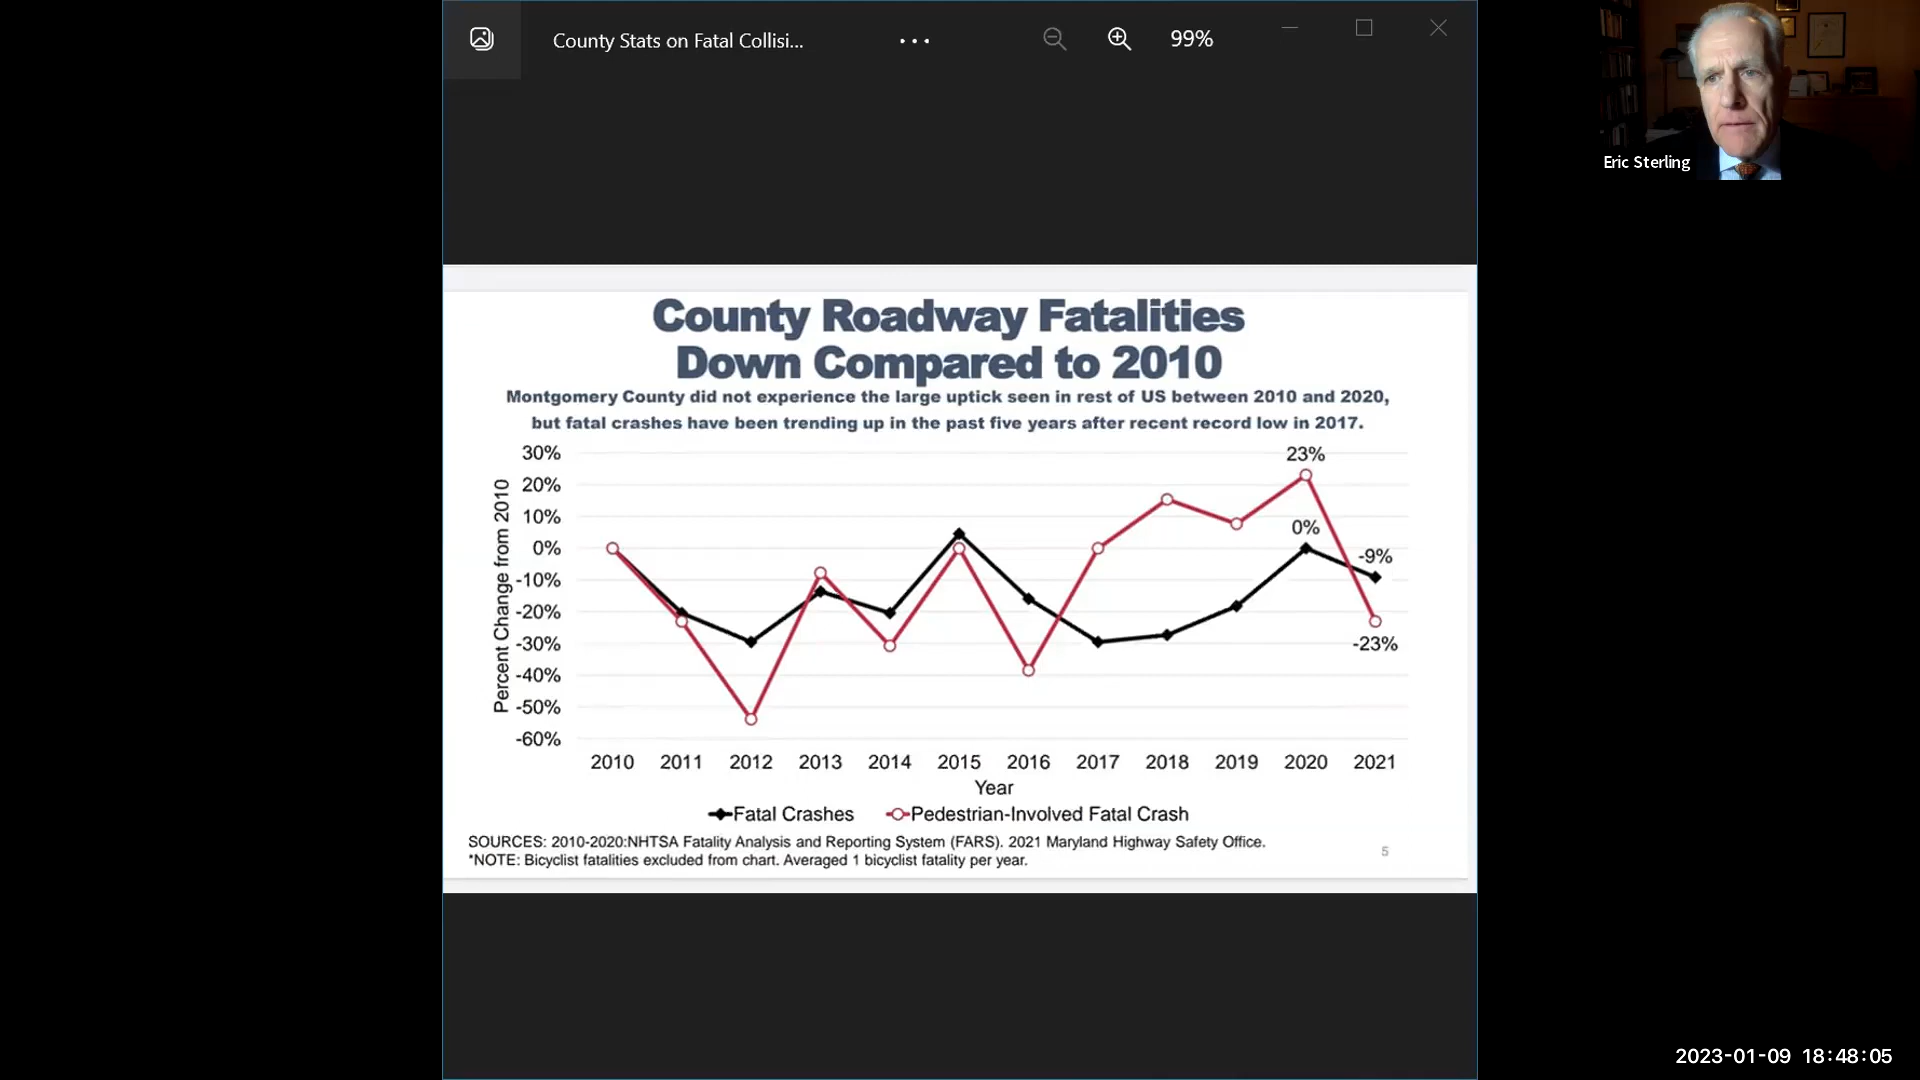 County Stats on Fatal Collisi...
99%
Eric Sterling
County Roadway Fatalities
Down Compared to 2010
Montgomery County did not experience the large uptick seen in rest of US between 2010 and 2020,
but fatal crashes have been trending up in the past five years after recent record low in 2017.
Percent Change from 2010
30%
20%
10%
0%
-10%
-20%
-30%
-40%
-50%
-60%
23%
0%
-9%
-23%
2010 2011 2012 2013 2014 2015 2016 2017 2018 2019 2020 2021
Year
Fatal Crashes Pedestrian-Involved Fatal Crash
SOURCES: 2010-2020:NHTSA Fatality Analysis and Reporting System (FARS). 2021 Maryland Highway Safety Office.
*NOTE: Bicyclist fatalities excluded from chart. Averaged 1 bicyclist fatality per year.
5
2023-01-09 18:48:05